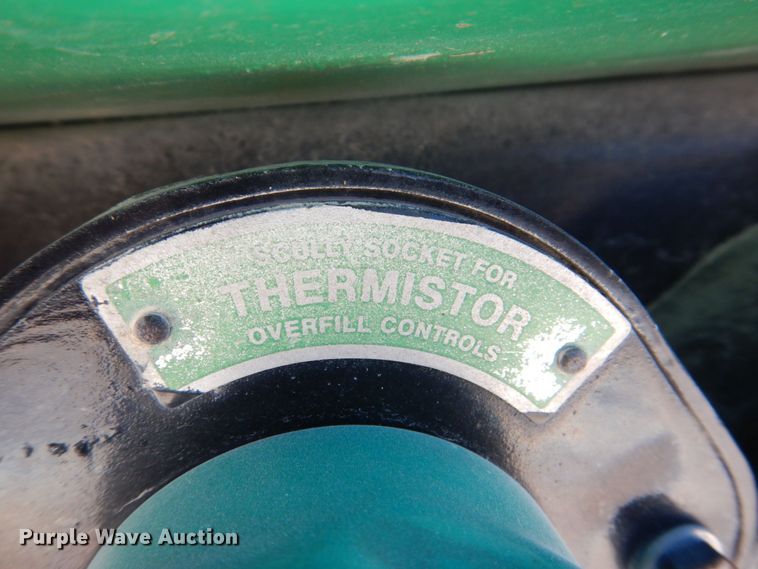 SCULLY SOCKET FOR
THERMISTOR
OVERFILL CONTROLS
Purple Wave Auction